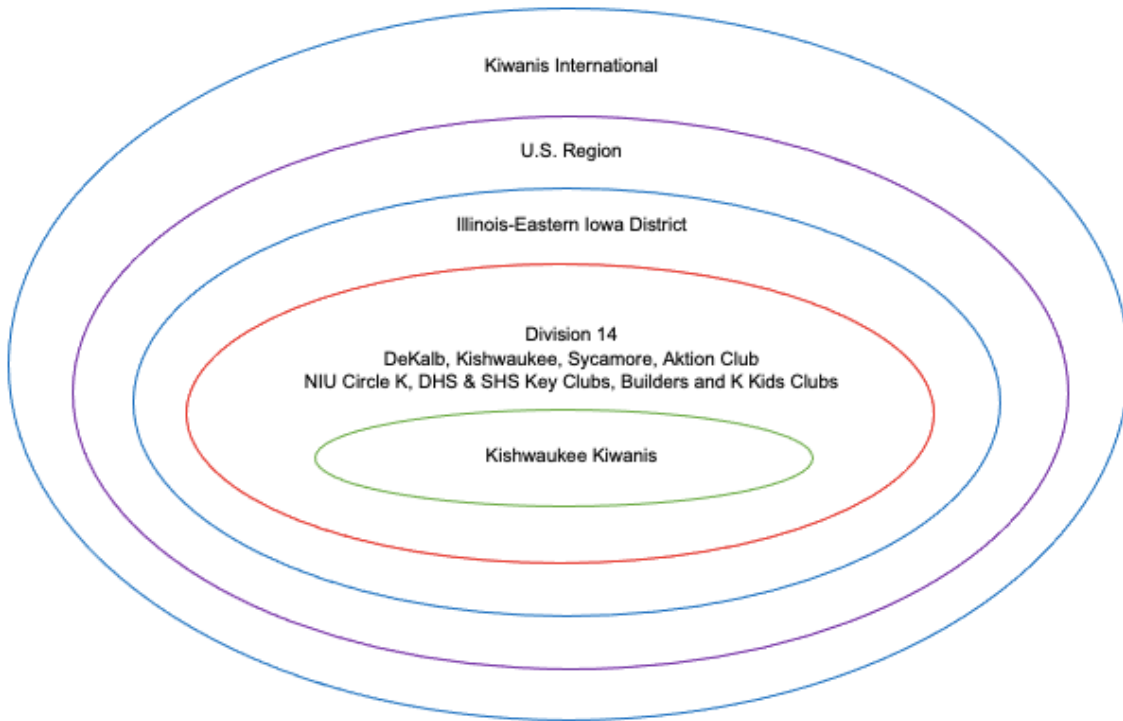 Kiwanis International
U.S. Region
Illinois-Eastern Iowa District
Division 14
DeKalb, Kishwaukee, Sycamore, Aktion Club
NIU Circle K, DHS & SHS Key Clubs, Builders and K Kids Clubs
Kishwaukee Kiwanis